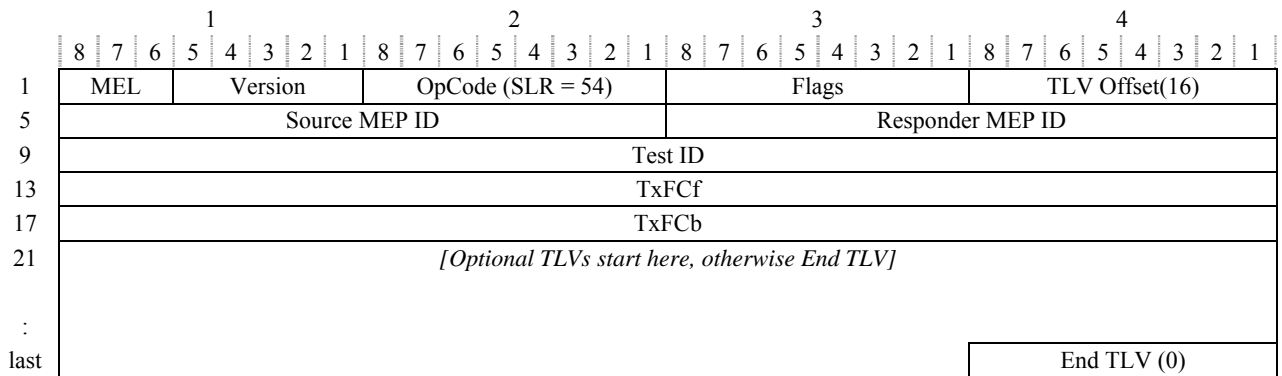 1 2 3 4
8 7 6 5 4 3 2 1 8 7 6 5 4 3 2 1 8 7 6 5 4 3 2 1 8 7 6 5 4 3 2 1
1 MEL Version OpCode (SLR = 54) Flags TLV Offset(16)
5 Source MEP ID Responder MEP ID
9 Test ID
13 TxFCf
17 TxFCb
21 [Optional TLVs start here, otherwise End TLV]
:
last End TLV (0)